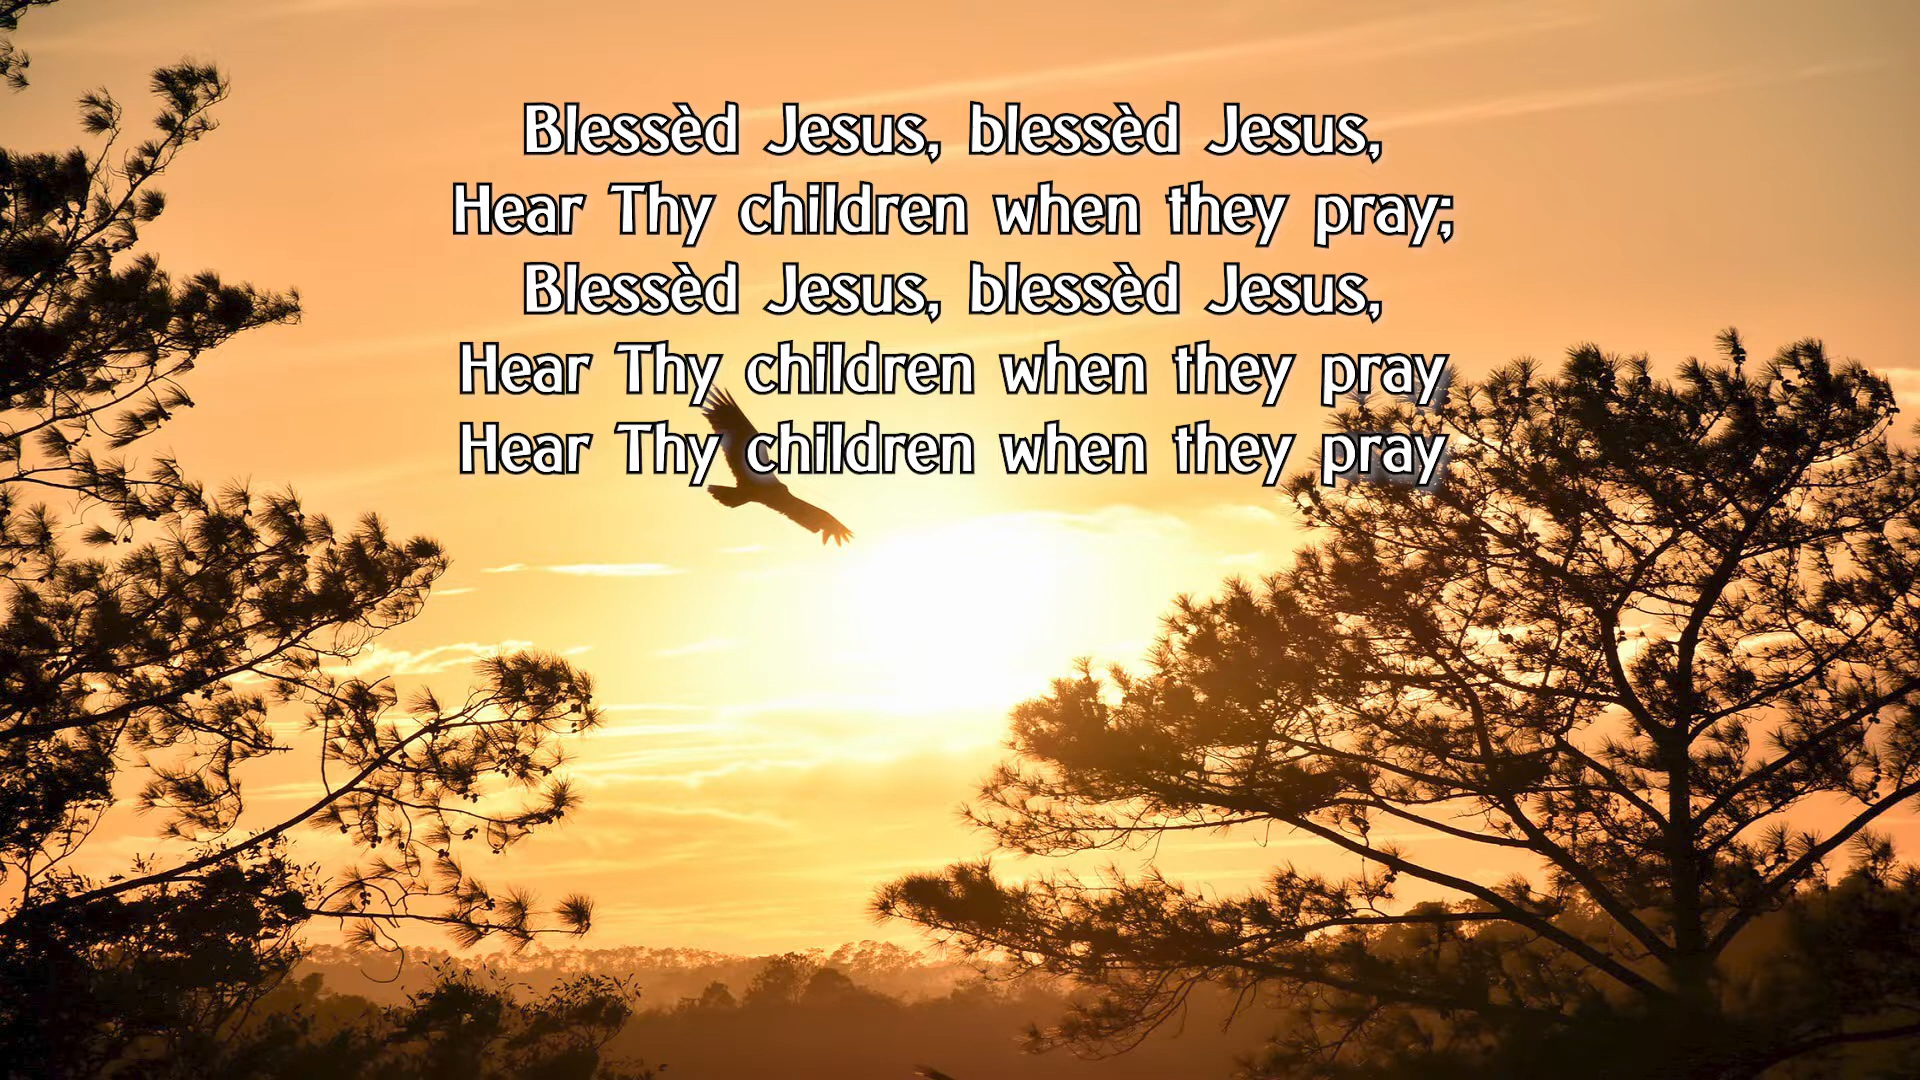 Blessèd Jesus, blessèd Jesus,
Hear Thy children when they pray;
Blessèd Jesus, blessèd Jesus,
Hear Thy children when they pray
Hear Thy children when they pray